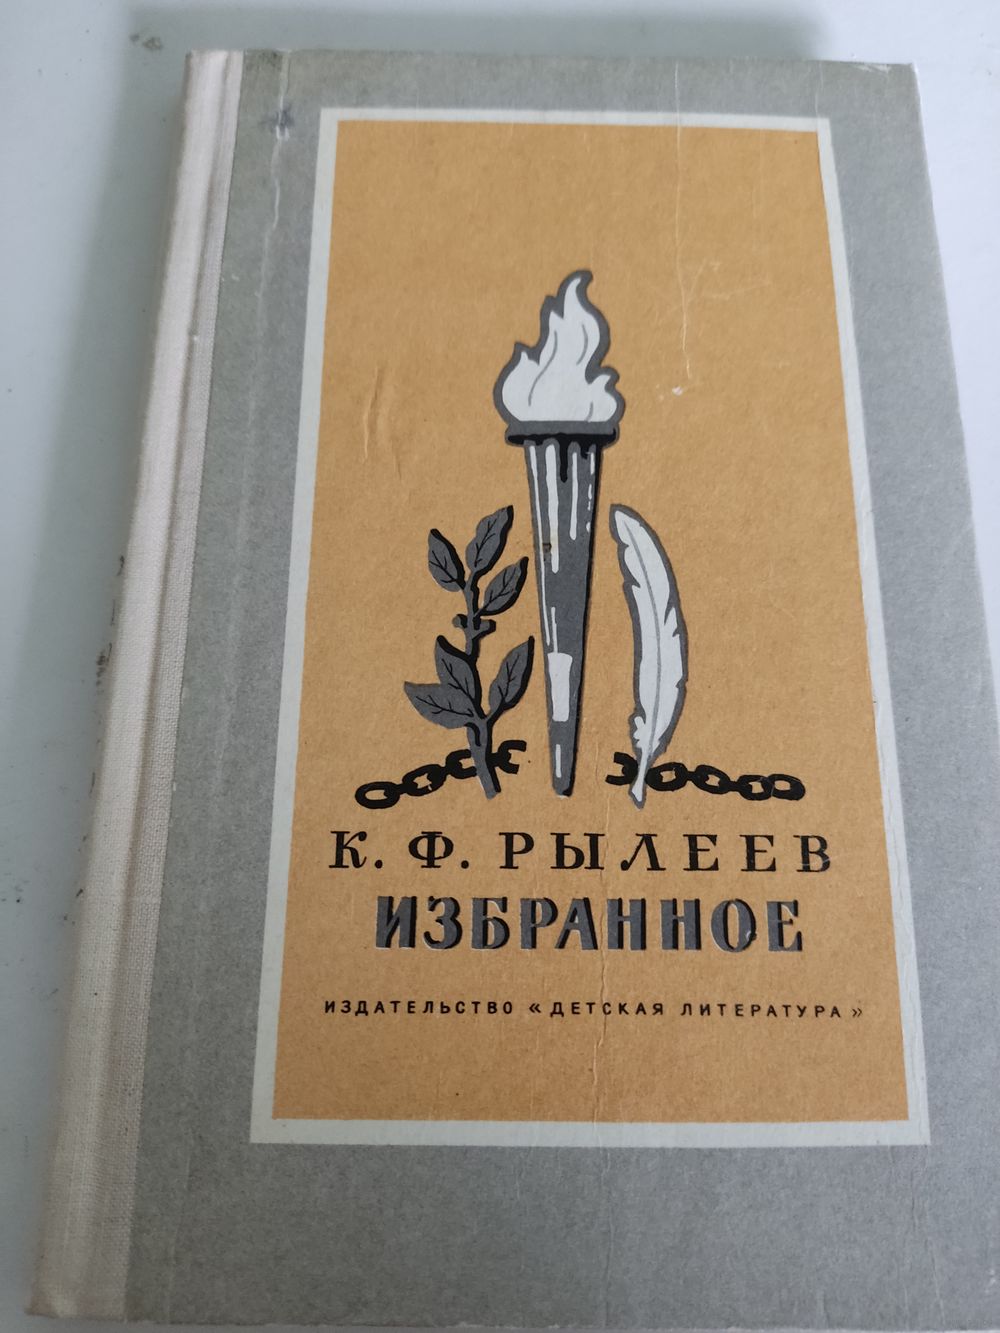 К. Ф. РЫЛЕЕВ
ИЗБРАННОЕ
ИЗДАТЕЛЬСТВО «ДЕТСКАЯ ЛИТЕРАТУРА»